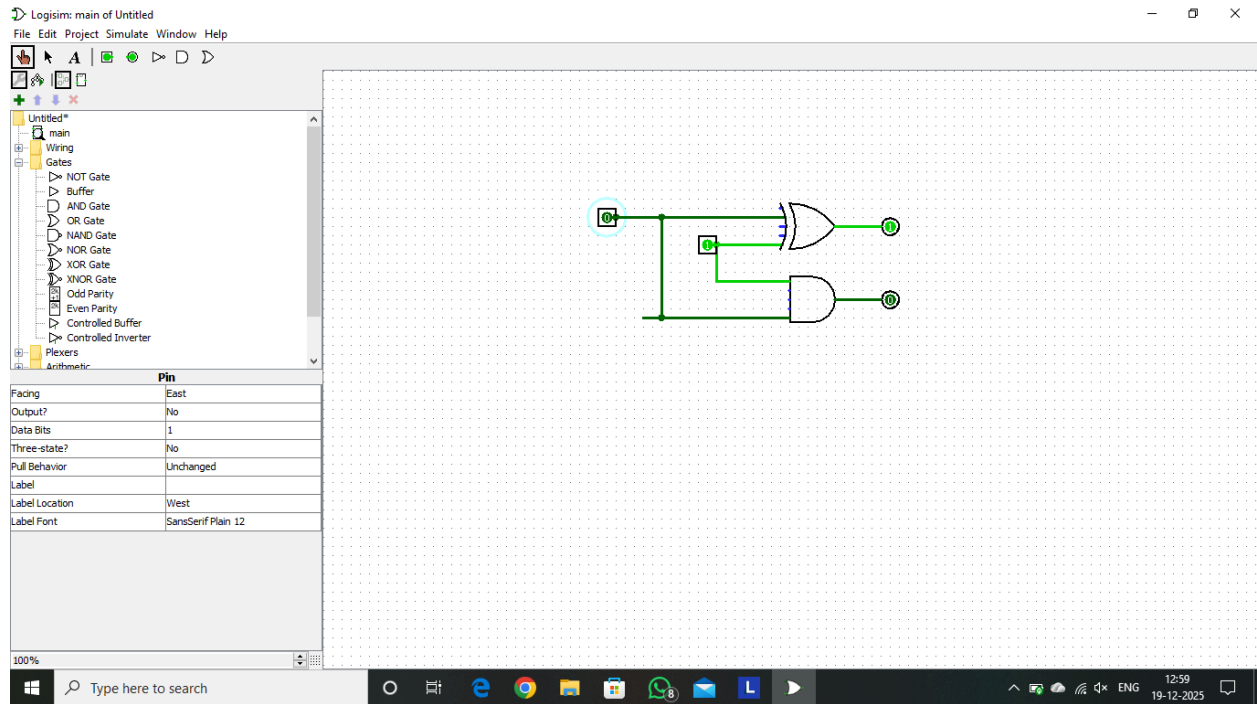 Logisim: main of Untitled
File Edit Project Simulate Window Help
A
Untitled*
main
Wiring
Gates
NOT Gate
Buffer
AND Gate
OR Gate
NAND Gate
NOR Gate
XOR Gate
XNOR Gate
Odd Parity
Even Parity
Controlled Buffer
Controlled Inverter
Plexers
Arithmetic
Pin
Facing East
Output? No
Data Bits 1
Three-state? No
Pull Behavior Unchanged
Label
Label Location West
Label Font SansSerif Plain 12
100%
0
1
1
0
Type here to search
8
L
ENG
12:59
19-12-2025